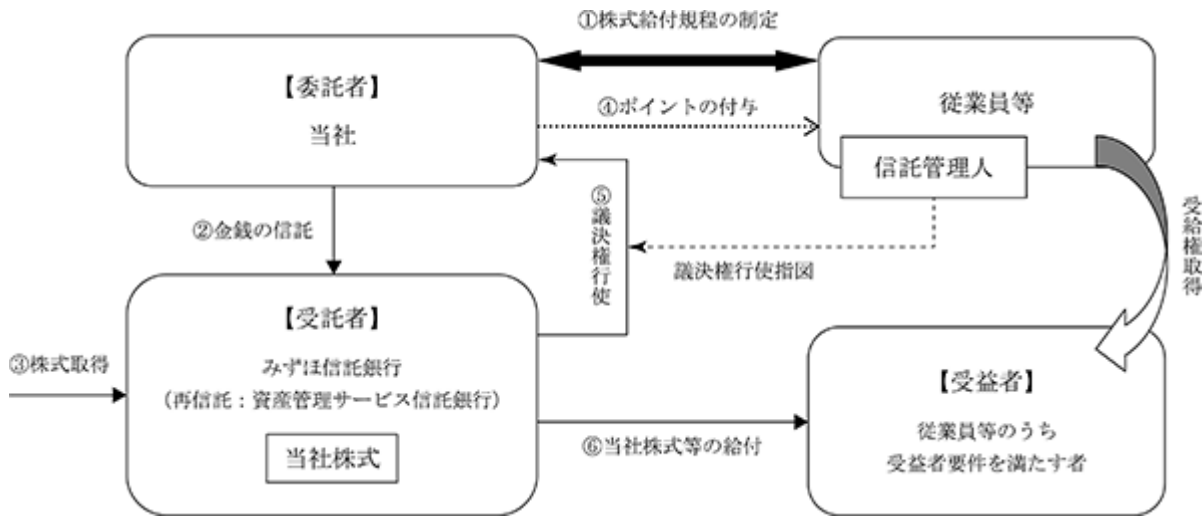 ①株式給付規程の制定
【委託者】
当社
従業員等
④ポイントの付与
信託管理人
②金銭の信託
⑤議決権行使
議決権行使指図
受給権取得
【受託者】
③株式取得
みずほ信託銀行
(再信託：資産管理サービス信託銀行)
当社株式
⑥当社株式等の給付
【受益者】
従業員等のうち
受益者要件を満たす者